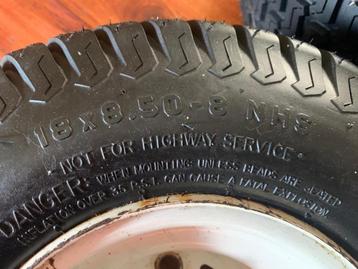 18x8.50-8 NHS
• NOT FOR HIGHWAY SERVICE •
DANGER: WHEN MOUNTING UNLESS BEADS ARE SEATED
INFLATION OVER 35 P.S.I. CAN CAUSE A FATAL EXPLOSION